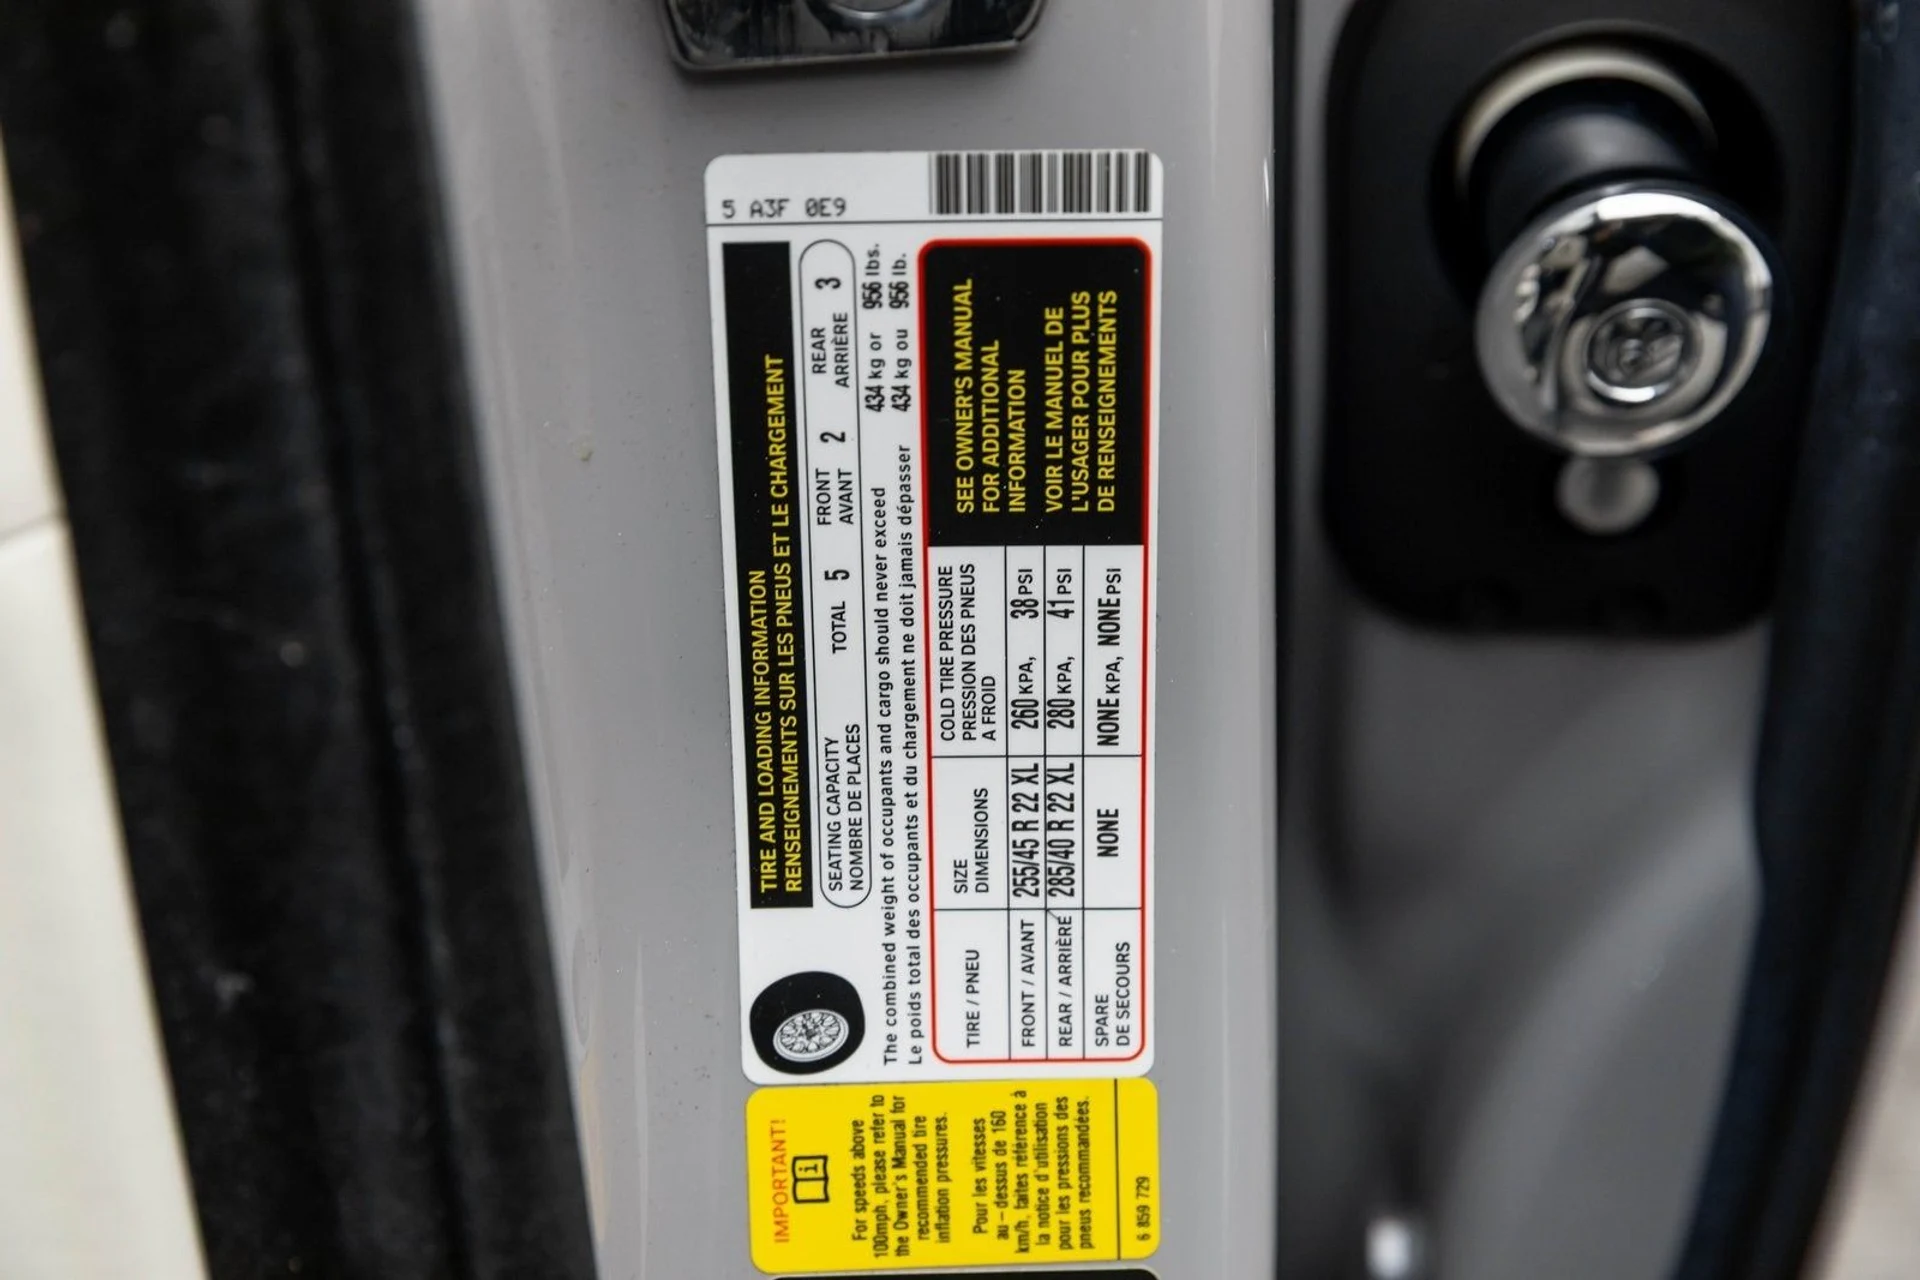 5 A3F 0E9
TIRE AND LOADING INFORMATION
RENSEIGNEMENTS SUR LES PNEUS ET LE CHARGEMENT
SEATING CAPACITY TOTAL 5 FRONT 2 REAR 3
NOMBRE DE PLACES AVANT ARRIÈRE
The combined weight of occupants and cargo should never exceed 434 kg or 956 lbs.
Le poids total des occupants et du chargement ne doit jamais dépasser 434 kg ou 956 lb.
TIRE / PNEU
SIZE
DIMENSIONS
COLD TIRE PRESSURE
PRESSION DES PNEUS
A FROID
FRONT / AVANT 255/45 R 22 XL 260 KPA, 38 PSI
REAR / ARRIÈRE 285/40 R 22 XL 280 KPA, 41 PSI
SPARE
DE SECOURS
NONE NONE KPA, NONE PSI
SEE OWNER'S MANUAL
FOR ADDITIONAL
INFORMATION
VOIR LE MANUEL DE
L'USAGER POUR PLUS
DE RENSEIGNEMENTS
IMPORTANT!
i
For speeds above
100mph, please refer to
the Owner's Manual for
recommended tire
inflation pressures.
Pour les vitesses
au-dessus de 160
km/h, faites référence à
la notice d'utilisation
pour les pressions des
pneus recommandées.
6 859 729